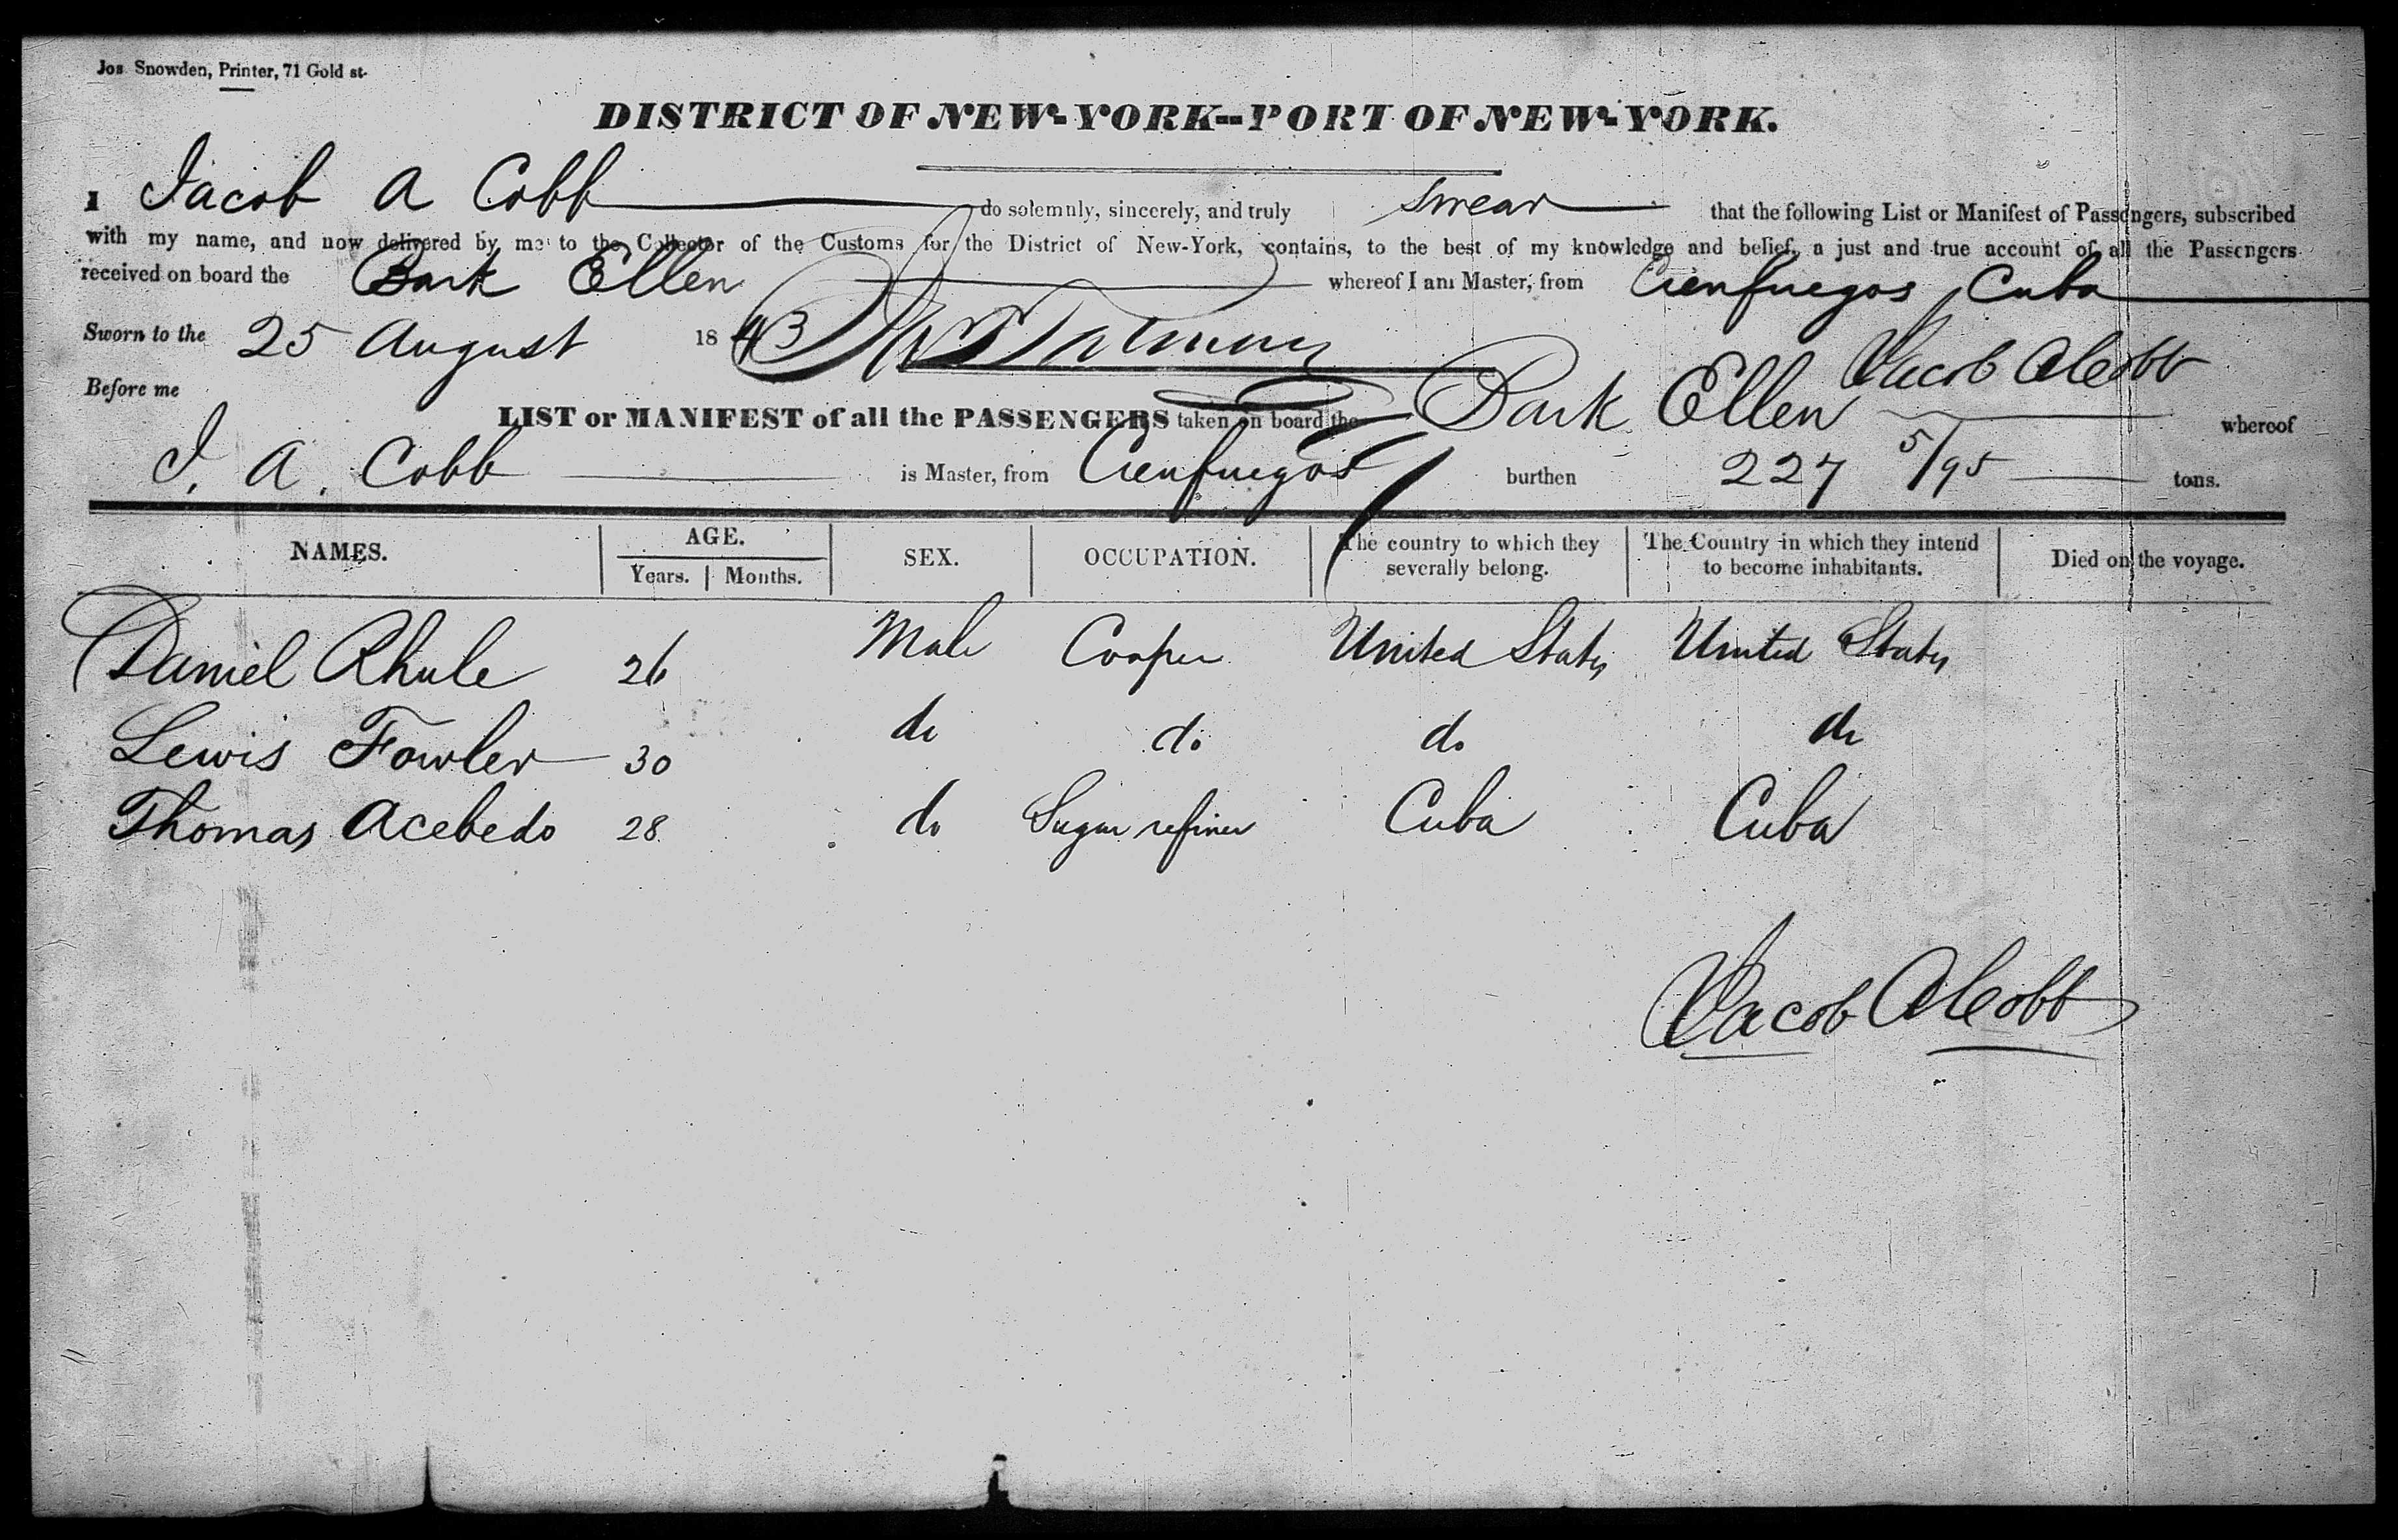 Jos Snowden, Printer, 71 Gold st.
DISTRICT OF NEW-YORK--PORT OF NEW-YORK.
I Jacob A Cobb do solemnly, sincerely, and truly swear that the following List or Manifest of Passengers, subscribed
with my name, and now delivered by me to the Collector of the Customs for the District of New-York, contains, to the best of my knowledge and belief, a just and true account of all the Passengers
received on board the Bark Ellen whereof I am Master, from Cienfuegos, Cuba
Sworn to the 25 August 1843
Jacob A Cobb
Before me
LIST or MANIFEST of all the PASSENGERS taken on board the Bark Ellen whereof
J. A. Cobb is Master, from Cienfuegos burthen 227 5/95 tons.
NAMES. AGE. Years. Months. SEX. OCCUPATION. The country to which they severally belong. The Country in which they intend to become inhabitants. Died on the voyage.
Daniel Rhule 26 Male Cooper United States United States
Lewis Fowler 30 do do do do
Thomas Acebedo 28 do Sugar refiner Cuba Cuba
Jacob A Cobb